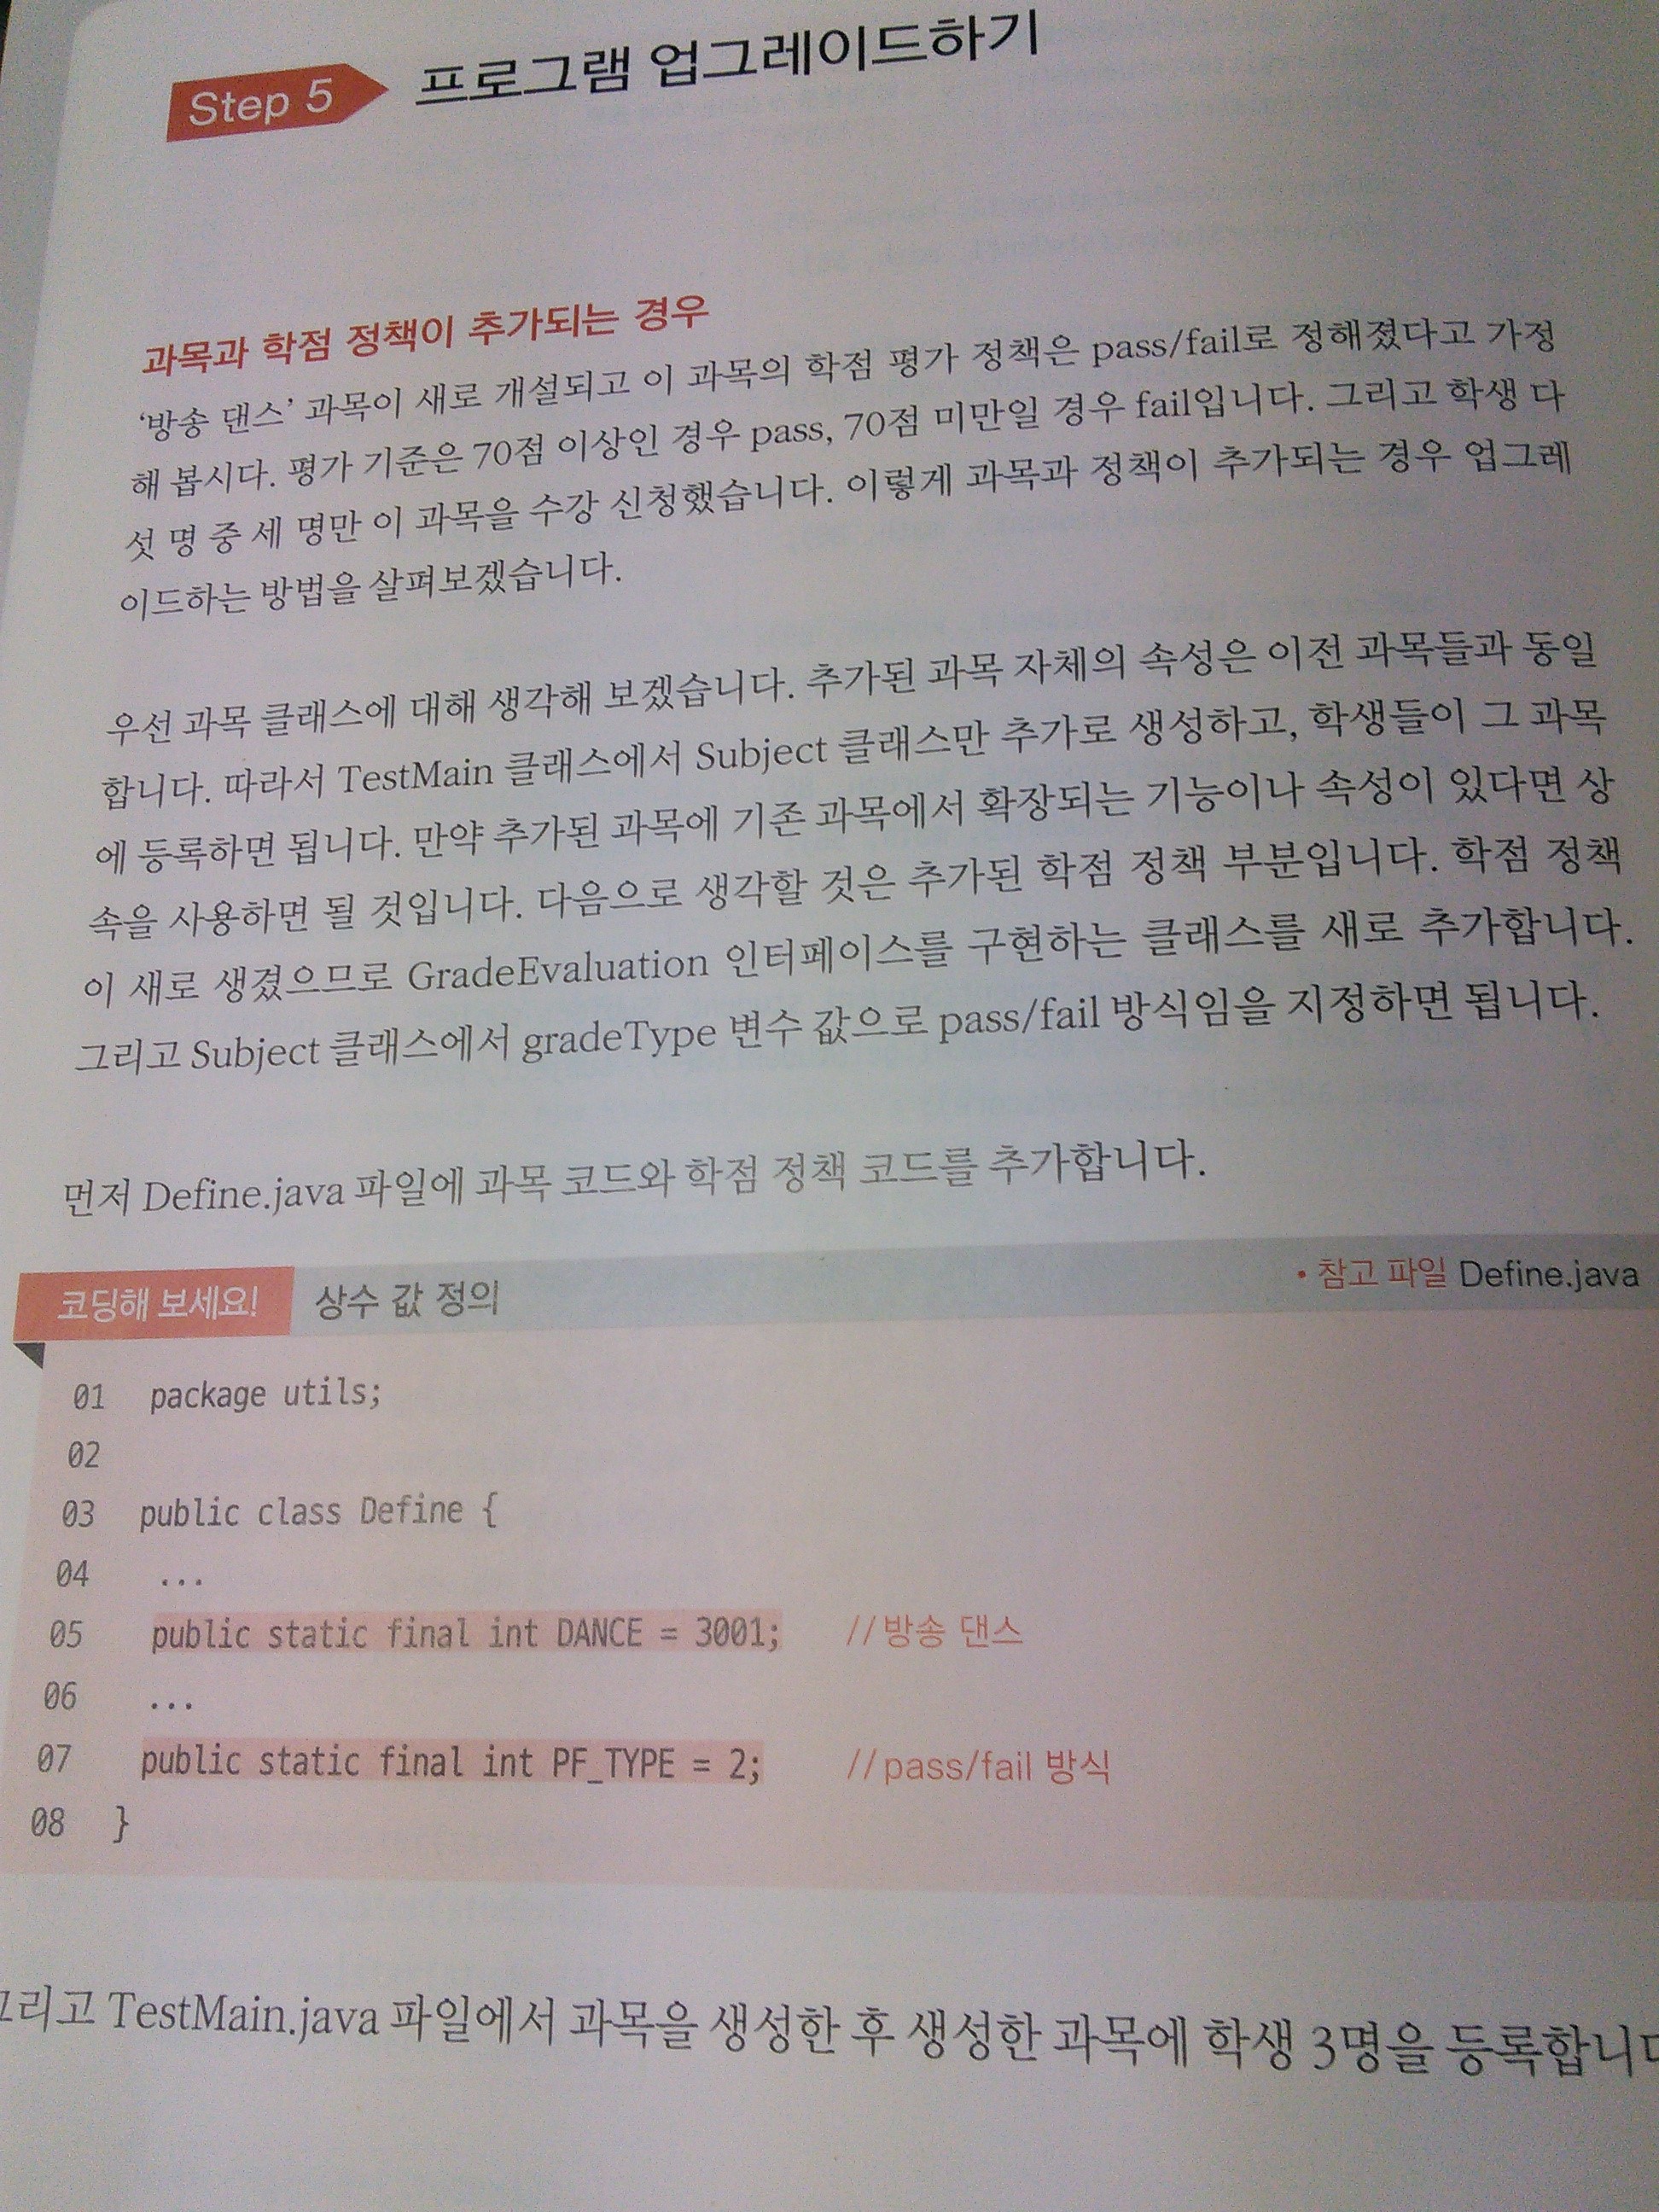 Step 5 프로그램 업그레이드하기
과목과 학점 정책이 추가되는 경우
‘방송 댄스’ 과목이 새로 개설되고 이 과목의 학점 평가 정책은 pass/fail로 정해졌다고 가정
해 봅시다. 평가 기준은 70점 이상인 경우 pass, 70점 미만일 경우 fail입니다. 그리고 학생 다
섯 명 중 세 명만 이 과목을 수강 신청했습니다. 이렇게 과목과 정책이 추가되는 경우 업그레
이드하는 방법을 살펴보겠습니다.
우선 과목 클래스에 대해 생각해 보겠습니다. 추가된 과목 자체의 속성은 이전 과목들과 동일
합니다. 따라서 TestMain 클래스에서 Subject 클래스만 추가로 생성하고, 학생들이 그 과목
에 등록하면 됩니다. 만약 추가된 과목에 기존 과목에서 확장되는 기능이나 속성이 있다면 상
속을 사용하면 될 것입니다. 다음으로 생각할 것은 추가된 학점 정책 부분입니다. 학점 정책
이 새로 생겼으므로 GradeEvaluation 인터페이스를 구현하는 클래스를 새로 추가합니다.
그리고 Subject 클래스에서 gradeType 변수 값으로 pass/fail 방식임을 지정하면 됩니다.
먼저 Define.java 파일에 과목 코드와 학점 정책 코드를 추가합니다.
코딩해 보세요! 상수 값 정의 • 참고 파일 Define.java
01 package utils;
02
03 public class Define {
04 ...
05 public static final int DANCE = 3001; //방송 댄스
06 ...
07 public static final int PF_TYPE = 2; //pass/fail 방식
08 }
그리고 TestMain.java 파일에서 과목을 생성한 후 생성한 과목에 학생 3명을 등록합니다